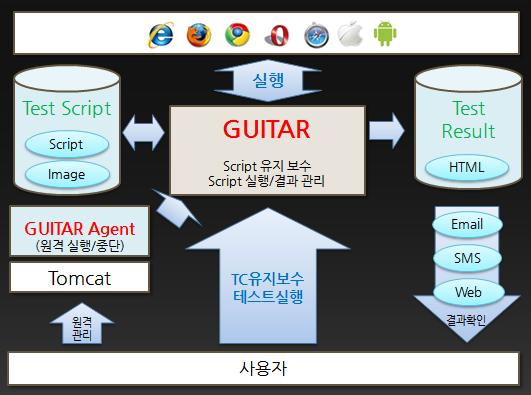 실행
Test Script
Script
Image
GUITAR
Script 유지 보수
Script 실행/결과 관리
Test
Result
HTML
GUITAR Agent
(원격 실행/중단)
Tomcat
원격
관리
TC유지보수
테스트실행
Email
SMS
Web
결과확인
사용자